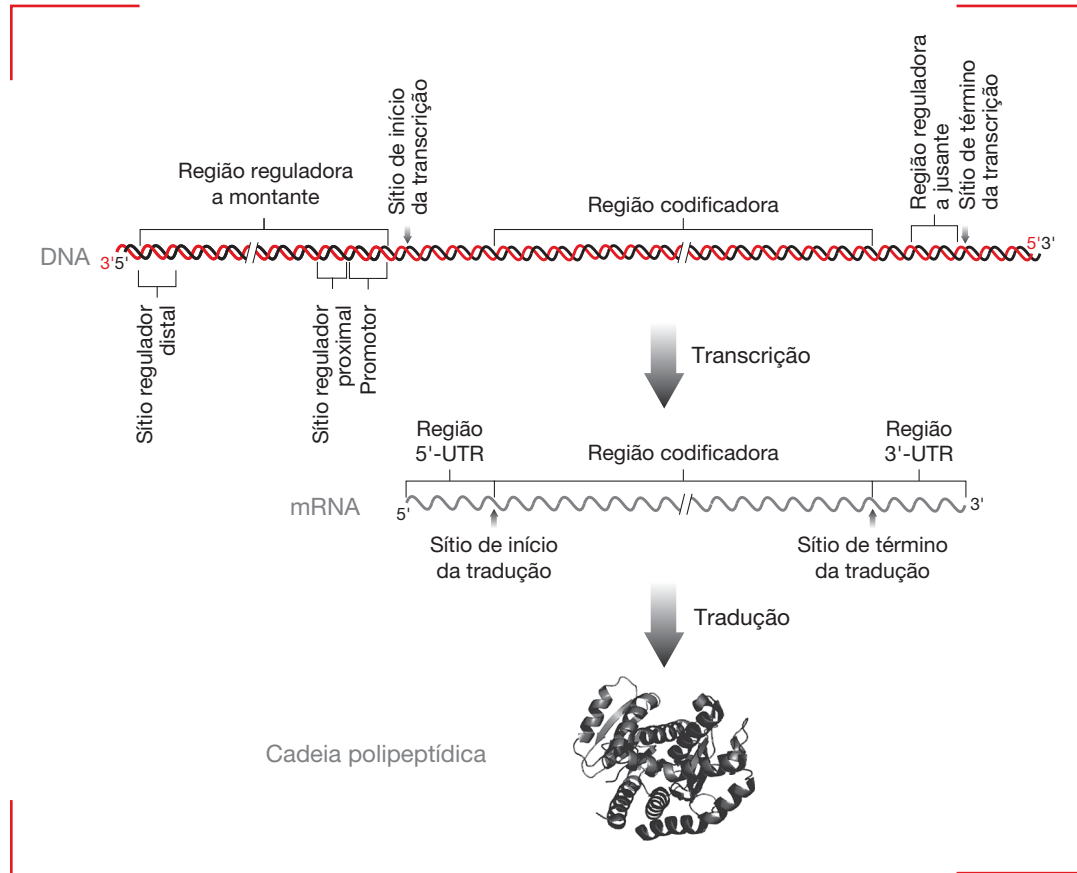 Região reguladora
a montante
Sítio de início
da transcrição
Região codificadora
Região reguladora
a jusante
Sítio de término
da transcrição
DNA
3'5'
5'3'
Sítio regulador
distal
Sítio regulador
proximal
Promotor
Transcrição
Região
5'-UTR
Região codificadora
Região
3'-UTR
mRNA
5'
3'
Sítio de início
da tradução
Sítio de término
da tradução
Tradução
Cadeia polipeptídica